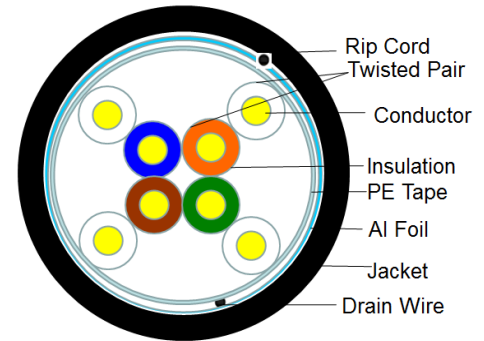 Rip Cord
Twisted Pair
Conductor
Insulation
PE Tape
Al Foil
Jacket
Drain Wire